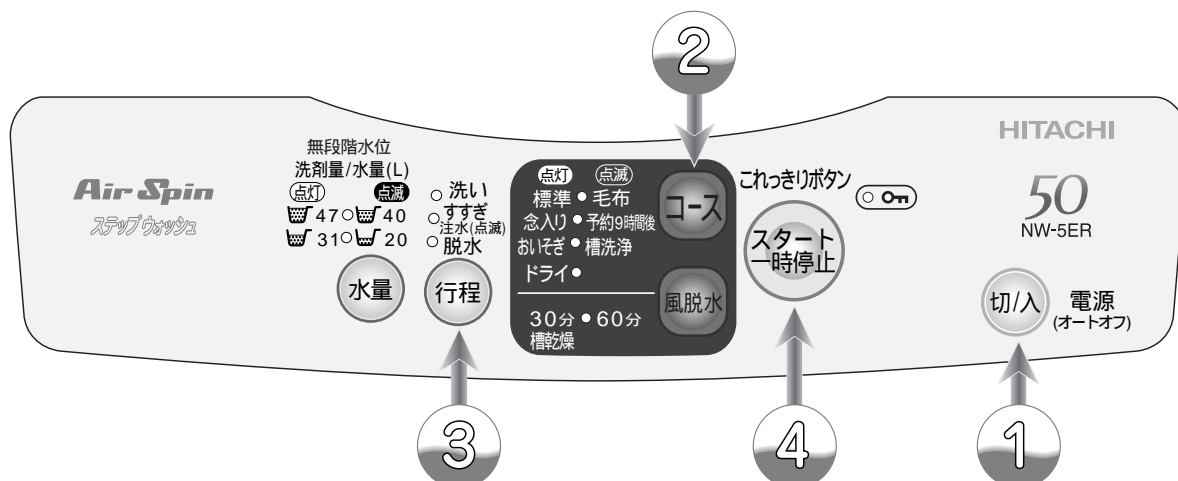 ②
HITACHI
50
NW-5ER
Air Spin
ステップウォッシュ
無段階水位
洗剤量/水量(L)
点灯 点滅
47 40
31 20
水量
洗い
すすぎ
注水(点滅)
脱水
行程
点灯 点滅
標準 毛布
念入り 予約9時間後
おいそぎ 槽洗浄
ドライ
30分 60分
槽乾燥
コース
風脱水
これっきりボタン
スタート
一時停止
切/入
電源
(オートオフ)
③
④
①